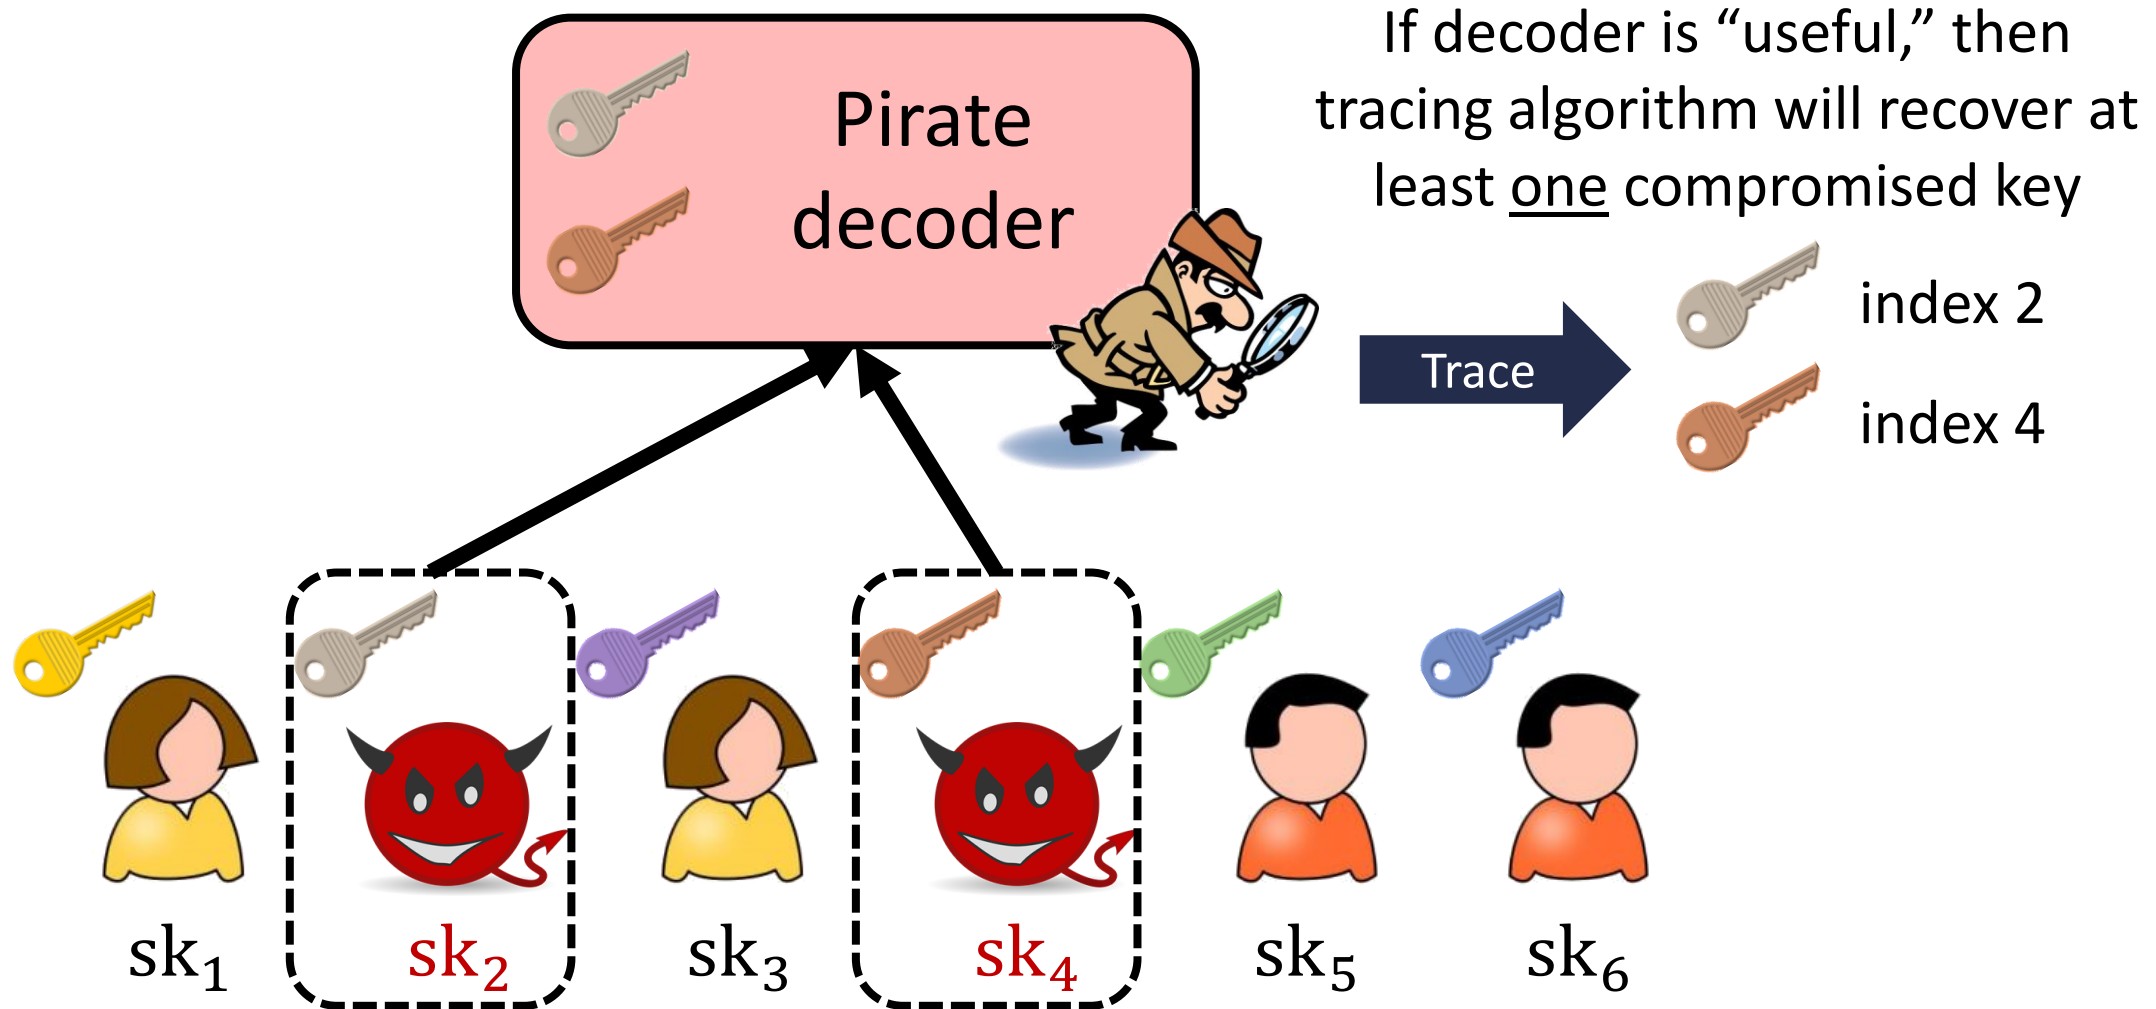 Pirate
decoder
If decoder is “useful,” then
tracing algorithm will recover at
least one compromised key
Trace
index 2
index 4
sk₁ sk₂ sk₃ sk₄ sk₅ sk₆